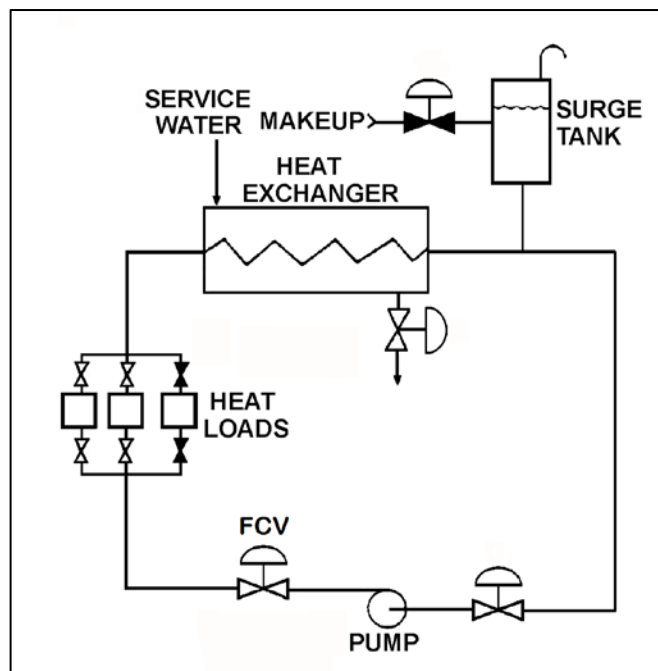 SERVICE
WATER
MAKEUP
SURGE
TANK
HEAT
EXCHANGER
HEAT
LOADS
FCV
PUMP